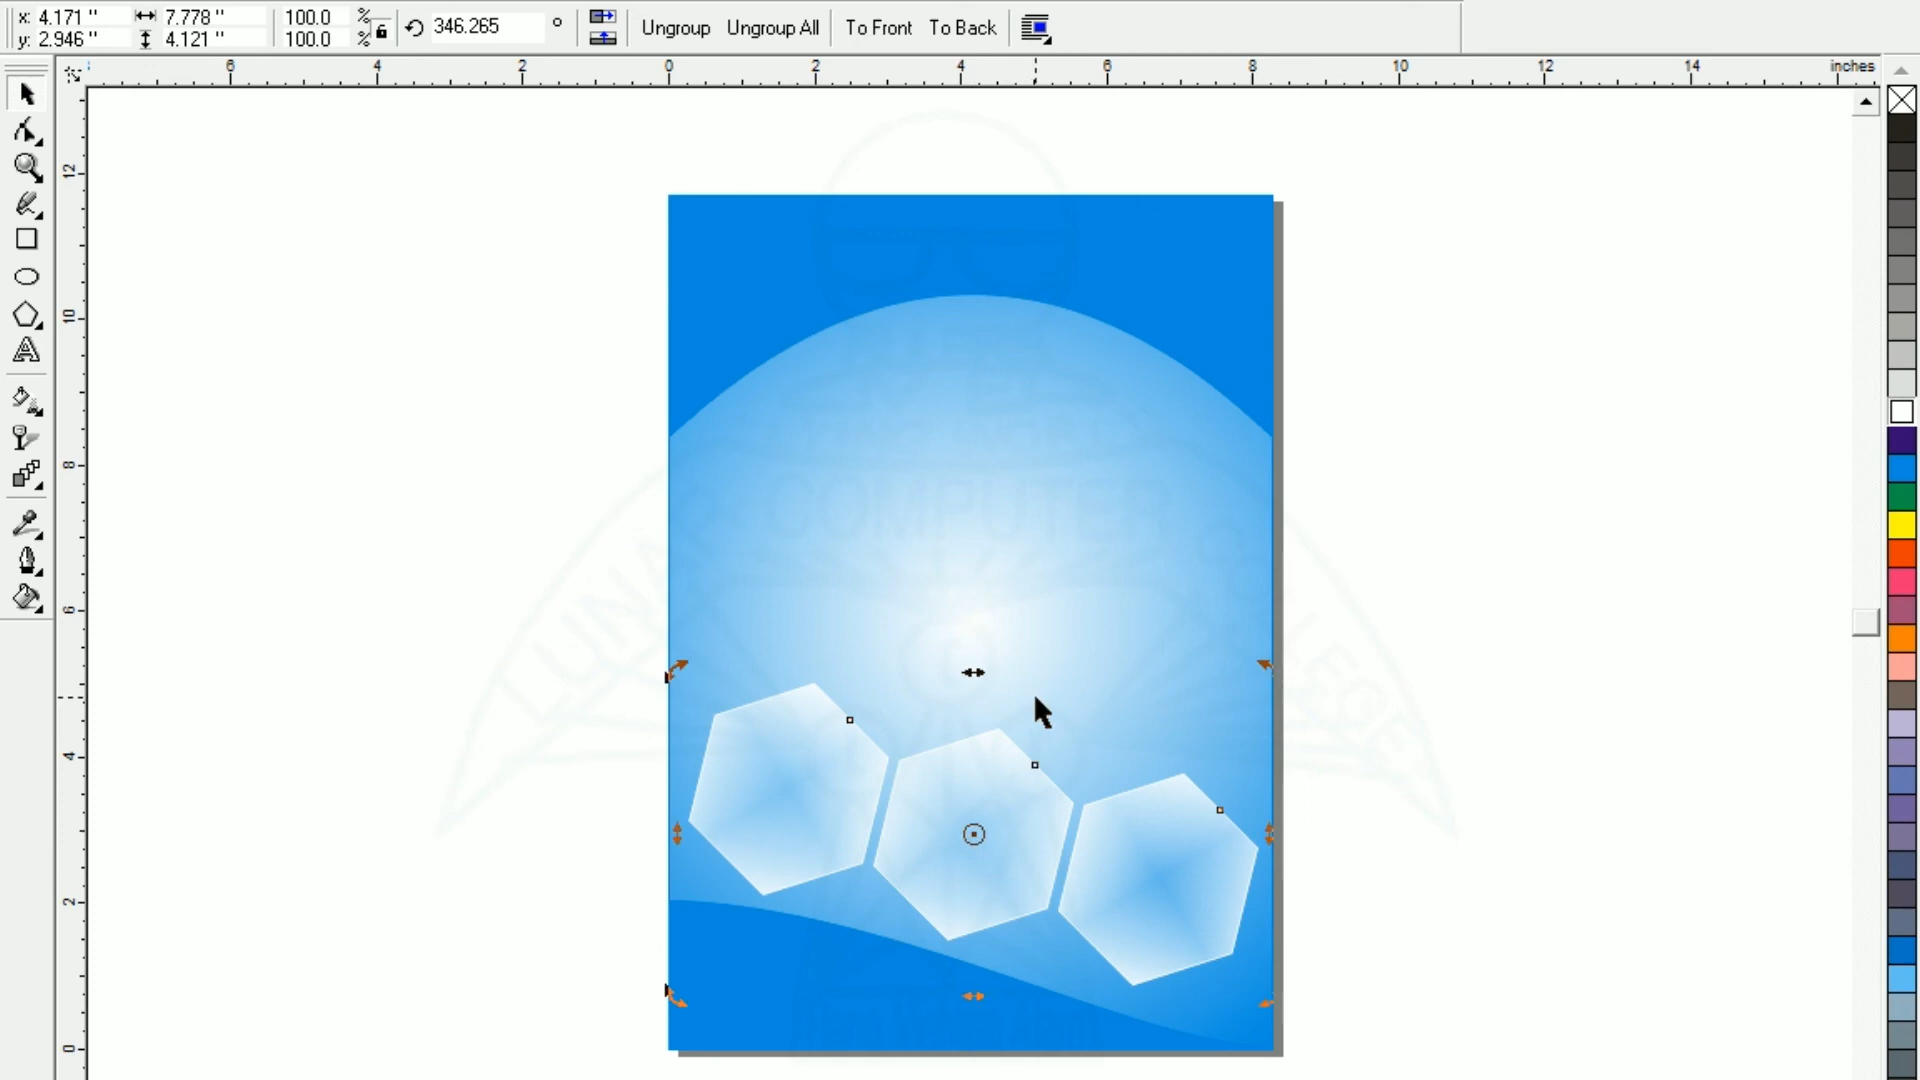 x: 4.171 " 7.778 " 100.0 %
y: 2.946 " 4.121 " 100.0 %
346.265 °
Ungroup Ungroup All To Front To Back
6 4 2 0 2 4 6 8 10 12 14 inches
12
10
8
6
4
2
0
COMPUTER